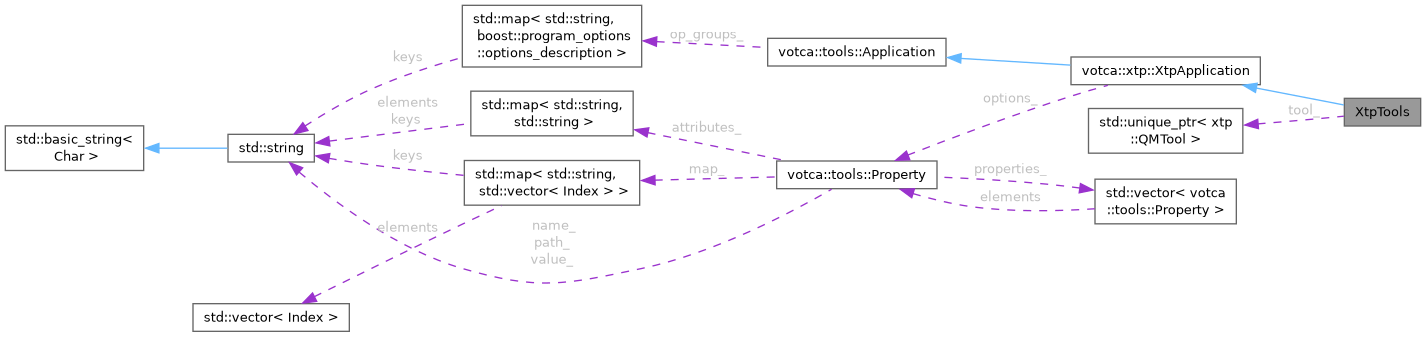 std::map< std::string,
boost::program_options
::options_description >
op_groups_
votca::tools::Application
keys
votca::xtp::XtpApplication
elements
keys
std::map< std::string,
std::string >
options_
std::unique_ptr< xtp
::QMTool >
tool_
XtpTools
std::basic_string<
Char >
std::string
attributes_
keys
std::map< std::string,
std::vector< Index > >
map_
votca::tools::Property
properties_
elements
std::vector< votca
::tools::Property >
elements
name_
path_
value_
std::vector< Index >